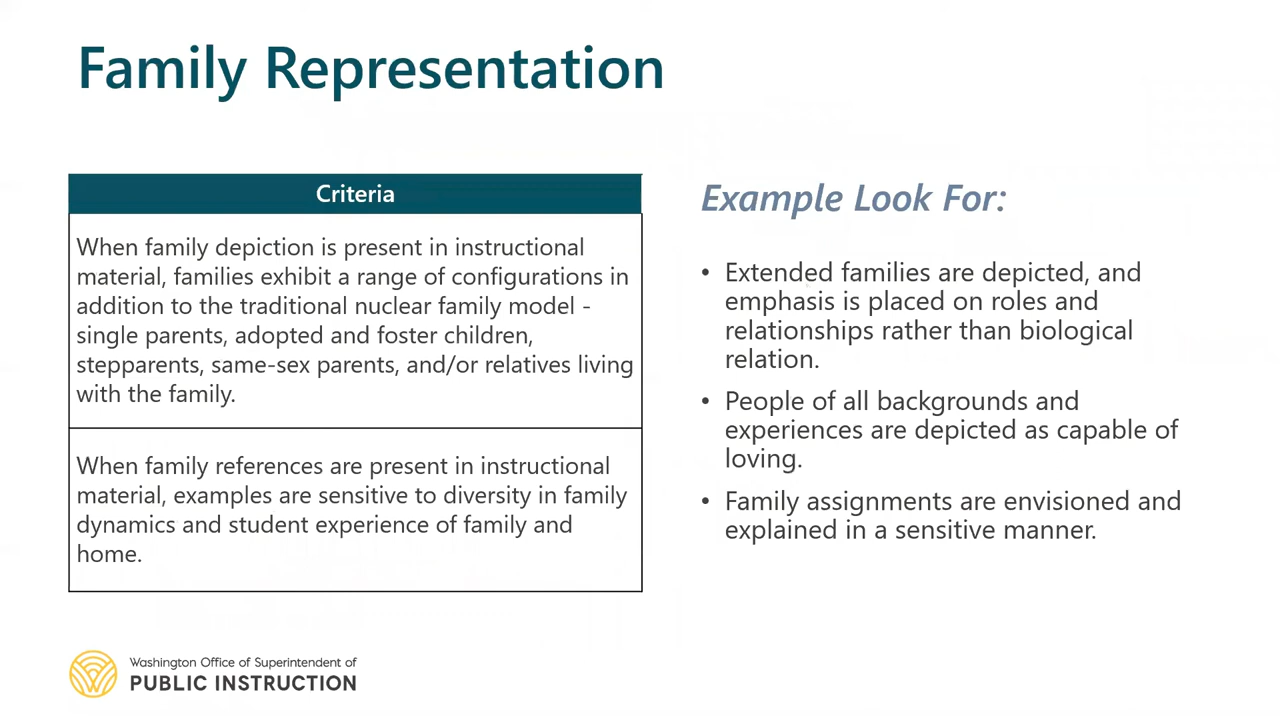 Family Representation
Criteria
When family depiction is present in instructional
material, families exhibit a range of configurations in
addition to the traditional nuclear family model -
single parents, adopted and foster children,
stepparents, same-sex parents, and/or relatives living
with the family.
When family references are present in instructional
material, examples are sensitive to diversity in family
dynamics and student experience of family and
home.
Example Look For:
• Extended families are depicted, and
emphasis is placed on roles and
relationships rather than biological
relation.
• People of all backgrounds and
experiences are depicted as capable of
loving.
• Family assignments are envisioned and
explained in a sensitive manner.
Washington Office of Superintendent of
PUBLIC INSTRUCTION